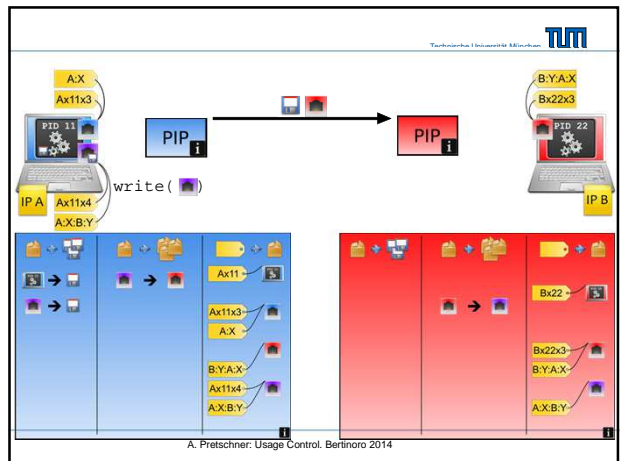 Technische Universität München
TUM
A:X
Ax11x3
PID 11
IP A
Ax11x4
A:X:B:Y
PIP
i
write( )
PIP
i
B:Y:A:X
Bx22x3
PID 22
IP B
Ax11
Ax11x3
A:X
B:Y:A:X
Ax11x4
A:X:B:Y
i
Bx22
Bx22x3
B:Y:A:X
A:X:B:Y
i
A. Pretschner: Usage Control. Bertinoro 2014